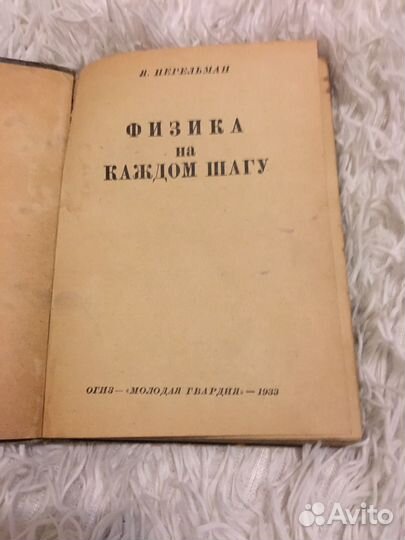 Я. ПЕРЕЛЬМАН
ФИЗИКА
на
КАЖДОМ ШАГУ
ОГИЗ—«МОЛОДАЯ ГВАРДИЯ»—1933
Avito